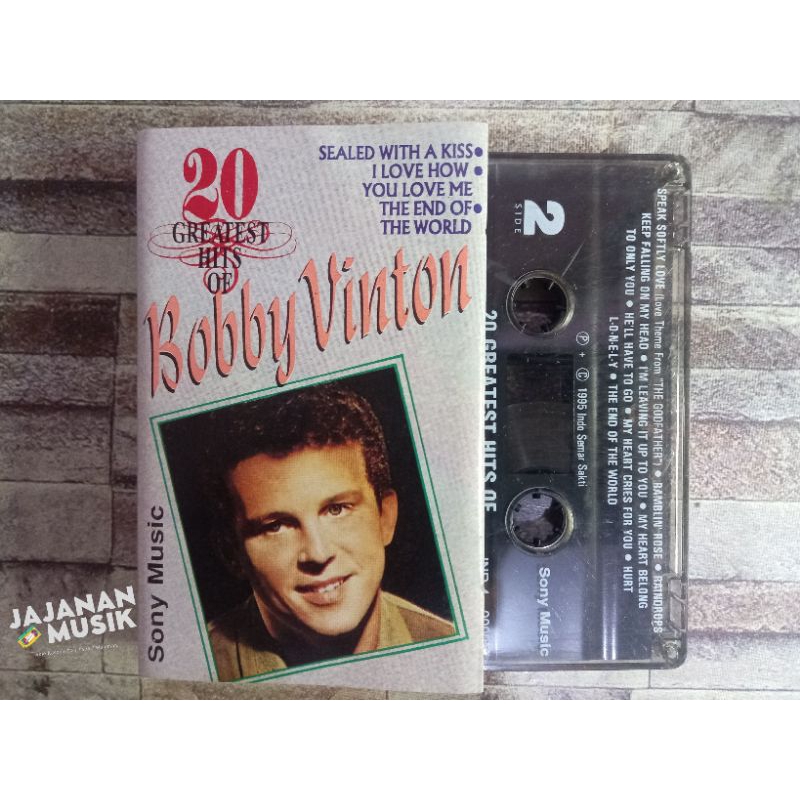 20
GREATEST
HITS
OF
SEALED WITH A KISS•
I LOVE HOW •
YOU LOVE ME
THE END OF•
THE WORLD
Bobby Vinton
Sony Music
JAJANAN
MUSIK
2
SIDE
SPEAK SOFTLY LOVE (Love Theme From "THE GODFATHER") • RAMBLIN' ROSE • RAINDROPS
KEEP FALLING ON MY HEAD • I'M LEAVING IT UP TO YOU • MY HEART BELONG
TO ONLY YOU • HE'LL HAVE TO GO • MY HEART CRIES FOR YOU • HURT
L-O-N-E-L-Y • THE END OF THE WORLD
Ⓟ + © 1995 Indo Semar Sakti
Sony Music
20 GREATEST HITS OF